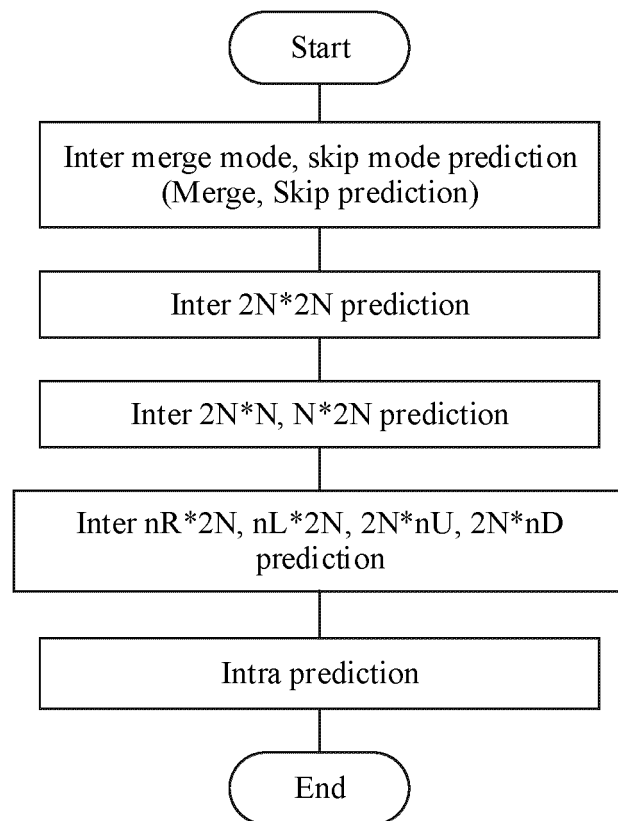 Start
Inter merge mode, skip mode prediction
(Merge, Skip prediction)
Inter 2N*2N prediction
Inter 2N*N, N*2N prediction
Inter nR*2N, nL*2N, 2N*nU, 2N*nD
prediction
Intra prediction
End